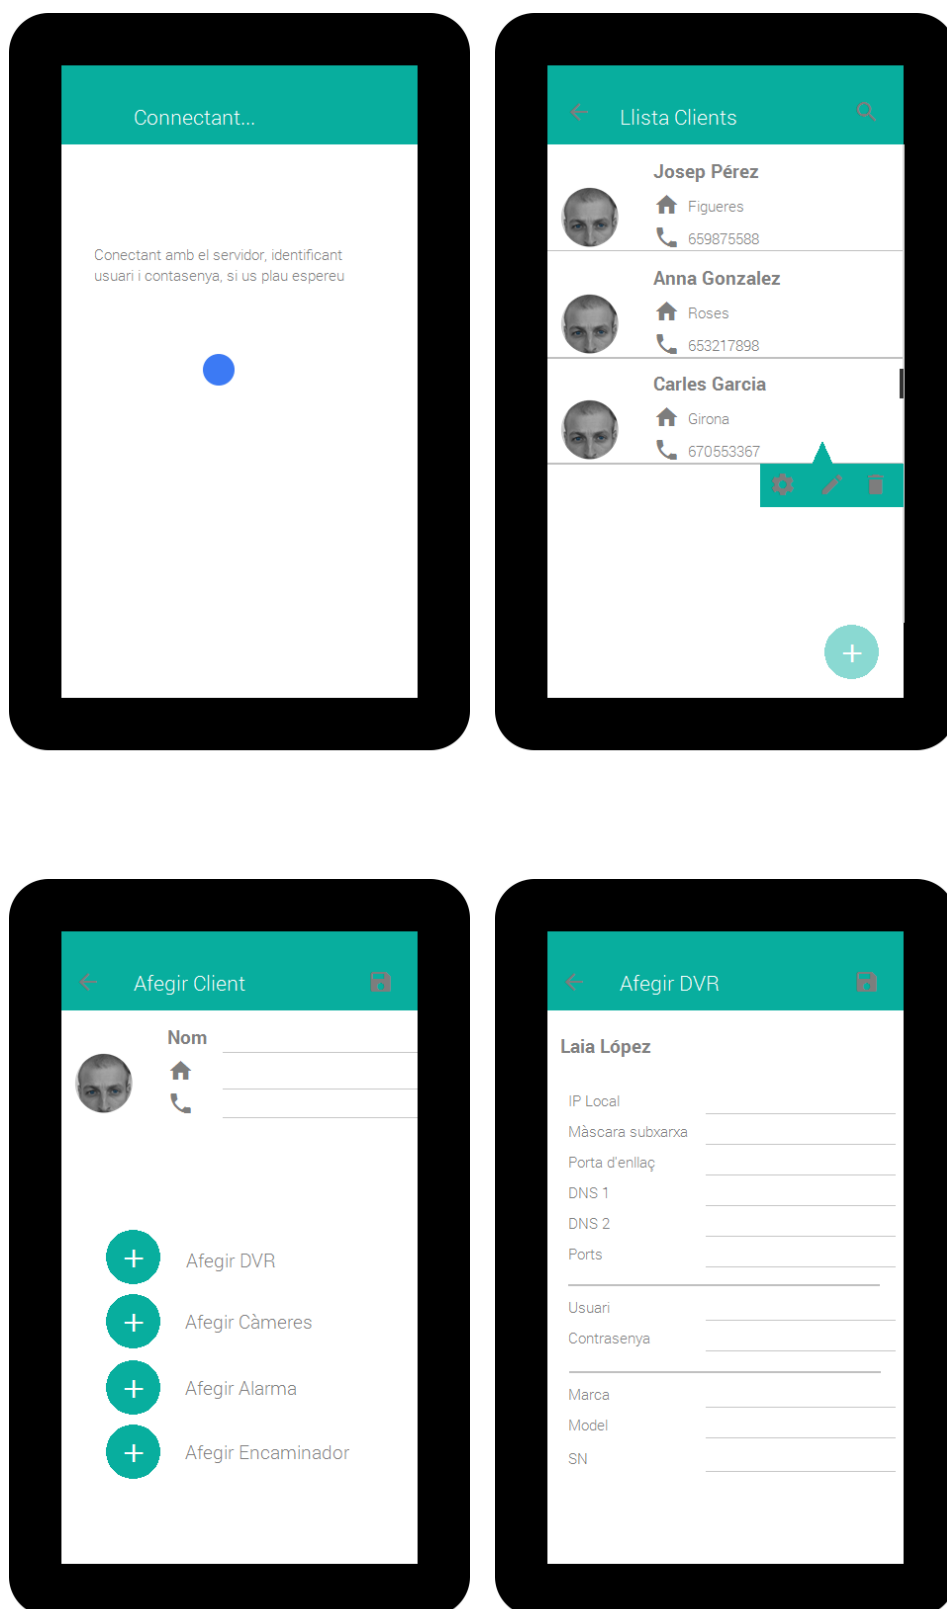 Connectant...
Conectant amb el servidor, identificant
usuari i contasenya, si us plau espereu
Llista Clients
Josep Pérez
Figueres
659875588
Anna Gonzalez
Roses
653217898
Carles Garcia
Girona
670553367
+
Afegir Client
Nom
+ Afegir DVR
+ Afegir Càmeres
+ Afegir Alarma
+ Afegir Encaminador
Afegir DVR
Laia López
IP Local
Màscara subxarxa
Porta d'enllaç
DNS 1
DNS 2
Ports
Usuari
Contrasenya
Marca
Model
SN